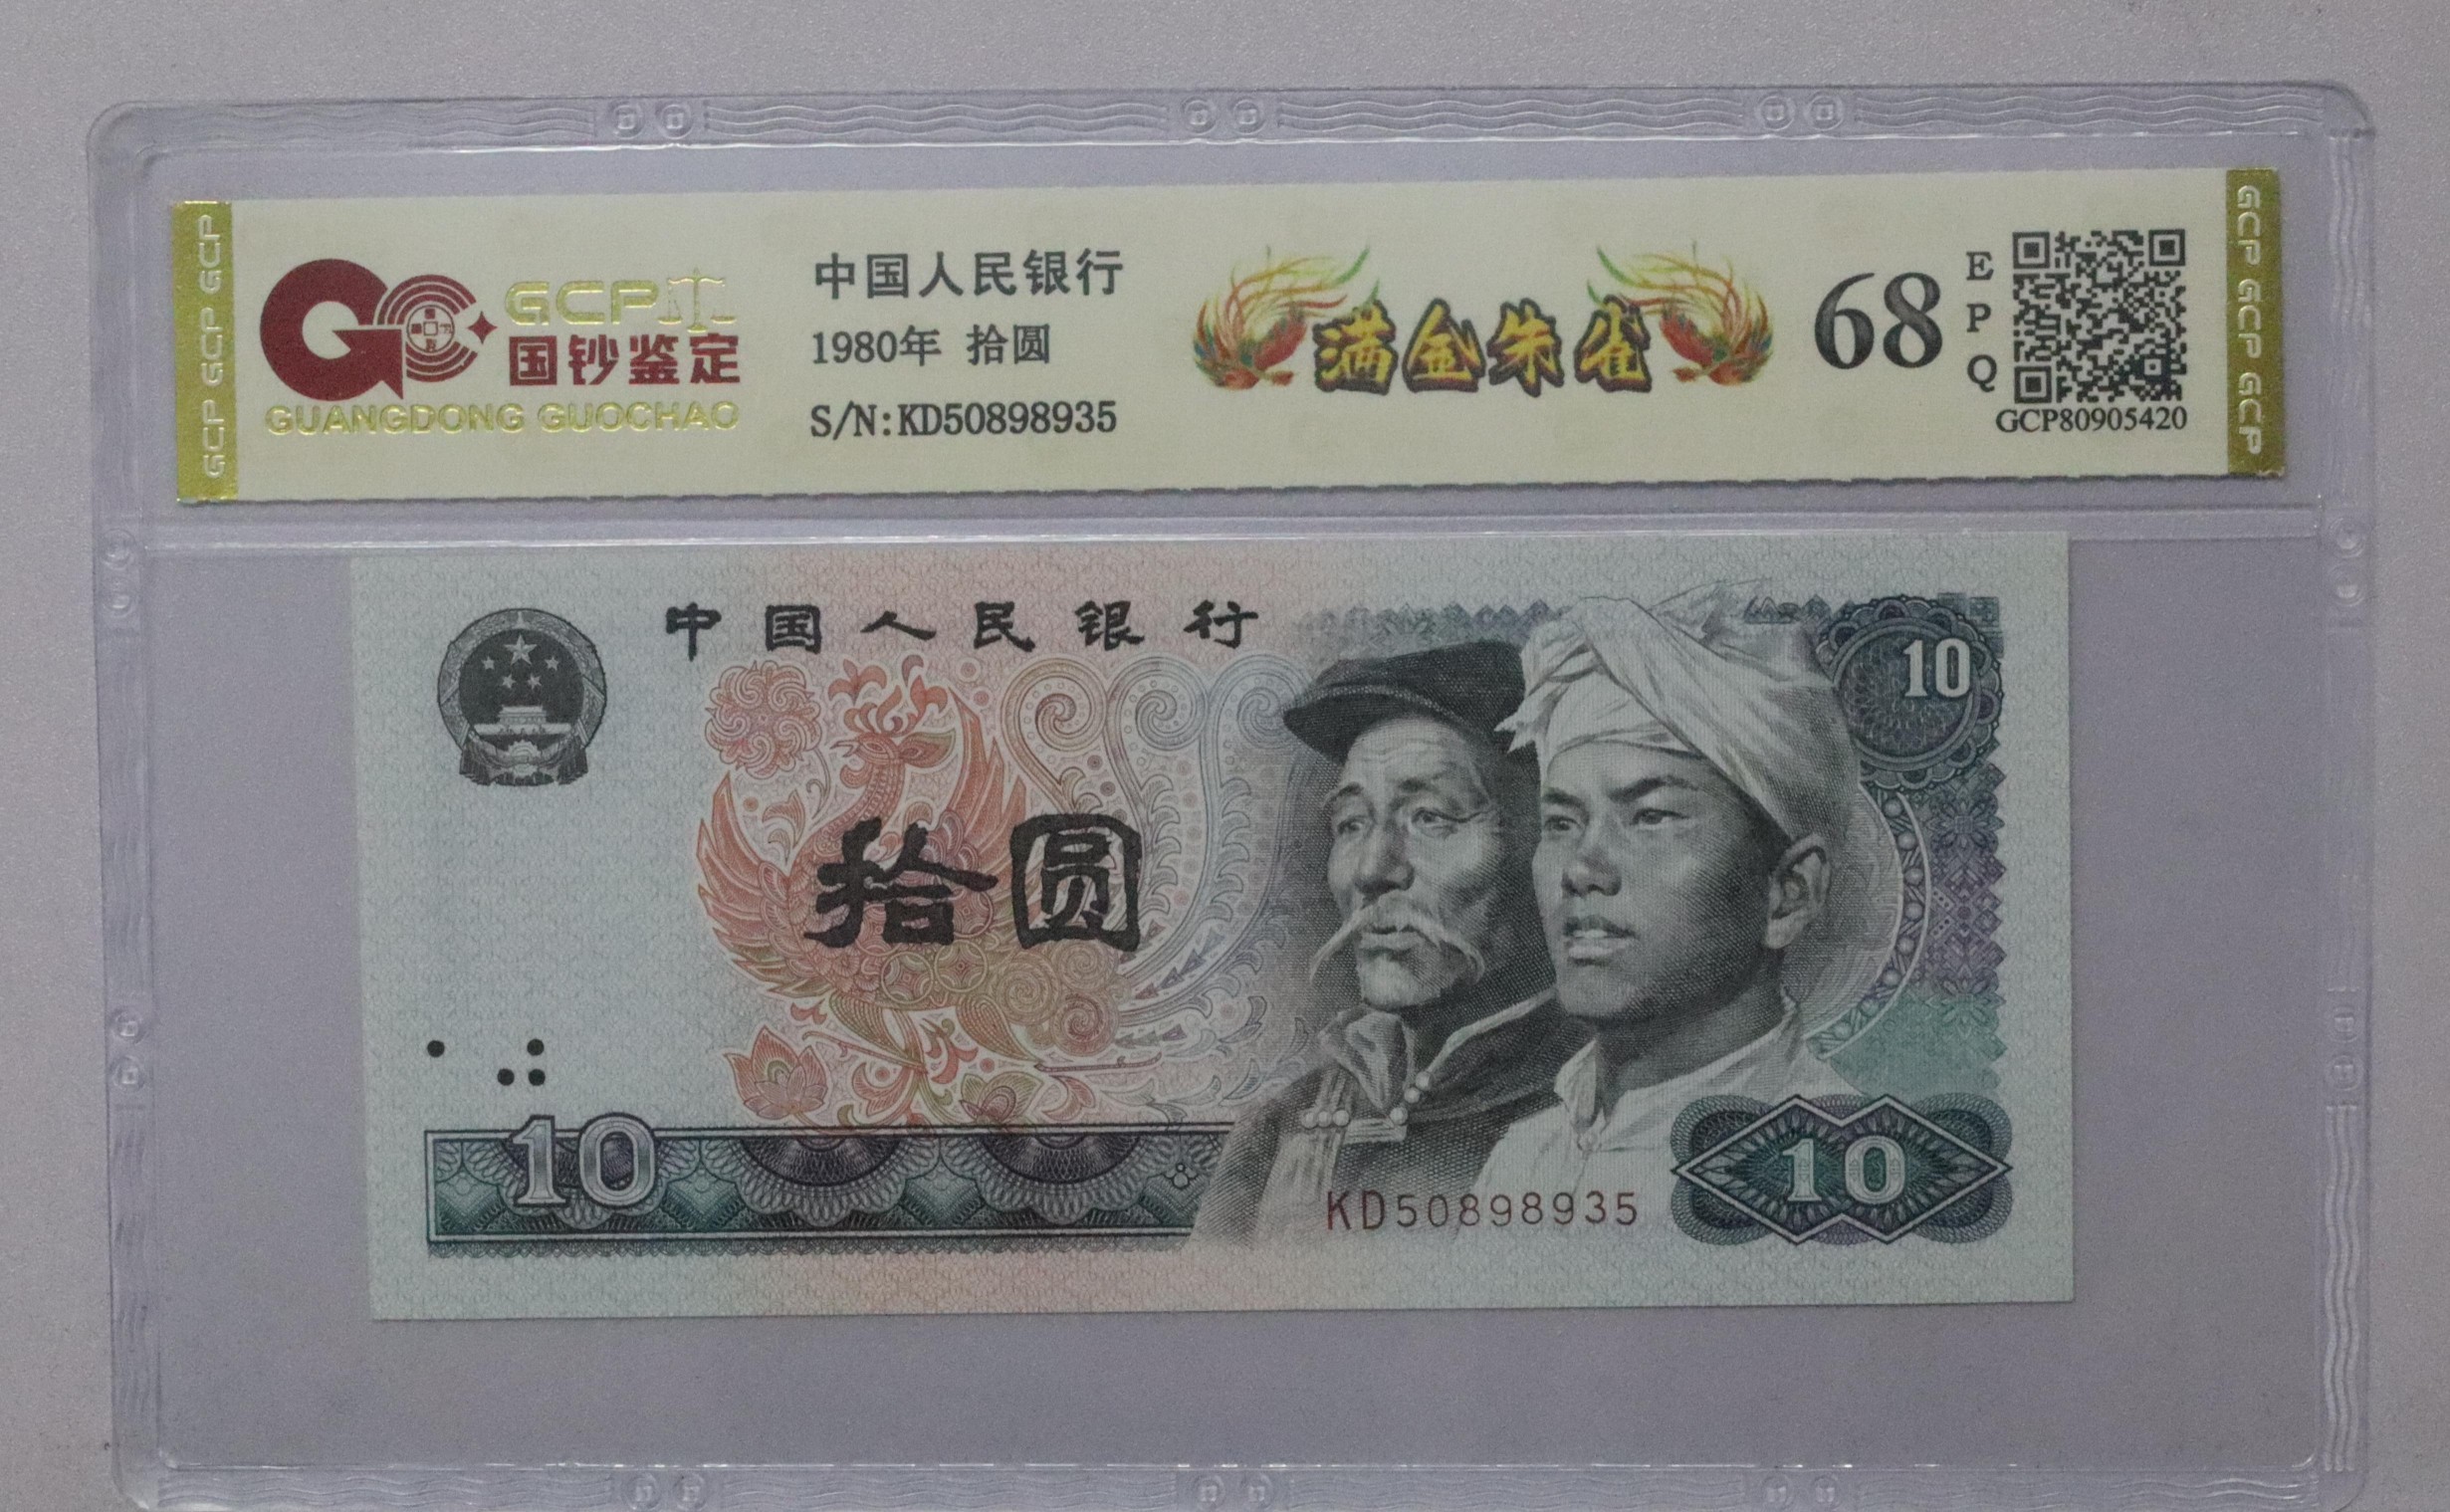 GCP GCP GCP
GCP
国钞鉴定
GUANGDONG GUOCHAO
中国人民银行
1980年 拾圆
S/N:KD50898935
满金朱雀
68
EPQ
GCP80905420
GCP GCP GCP
中国人民银行
10
拾圆
10
KD50898935
10